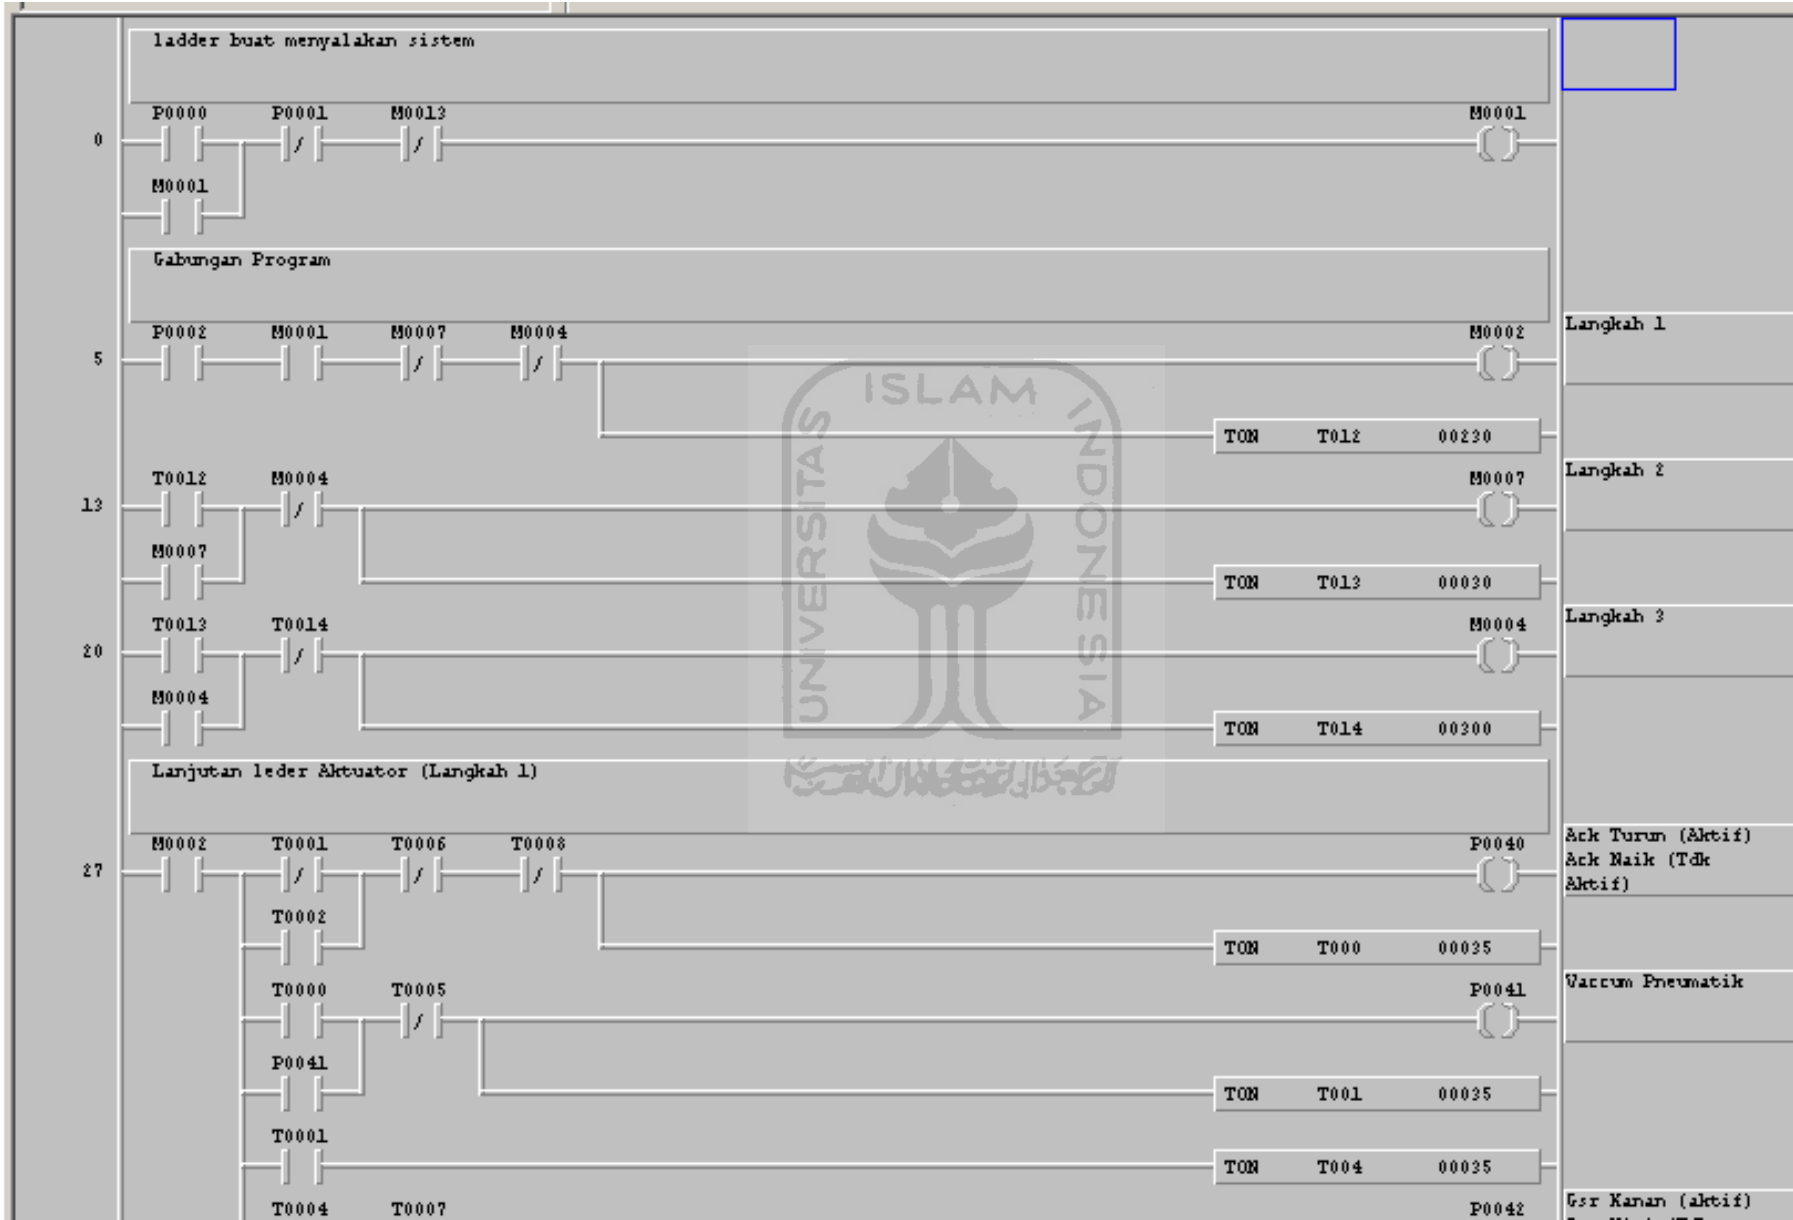 ladder buat menyalakan sistem
P0000 P0001 M0013 M0001
0
M0001
Gabungan Program
P0002 M0001 M0007 M0004 M0002 Langkah 1
5
TON T012 00230
T0012 M0004 M0007 Langkah 2
13
M0007
TON T013 00030
T0013 T0014 M0004 Langkah 3
20
M0004
TON T014 00300
Lanjutan leder Aktuator (Langkah 1)
M0002 T0001 T0006 T0008 P0040 Ack Turun (Aktif)
27 Ack Naik (Tdk
Aktif)
T0002
TON T000 00035
T0000 T0005 P0041 Vaccum Pneumatik
P0041
TON T001 00035
T0001
TON T004 00035
T0004 T0007 P0042 Gsr Kanan (aktif)
UNIVERSITAS
ISLAM
INDONESIA